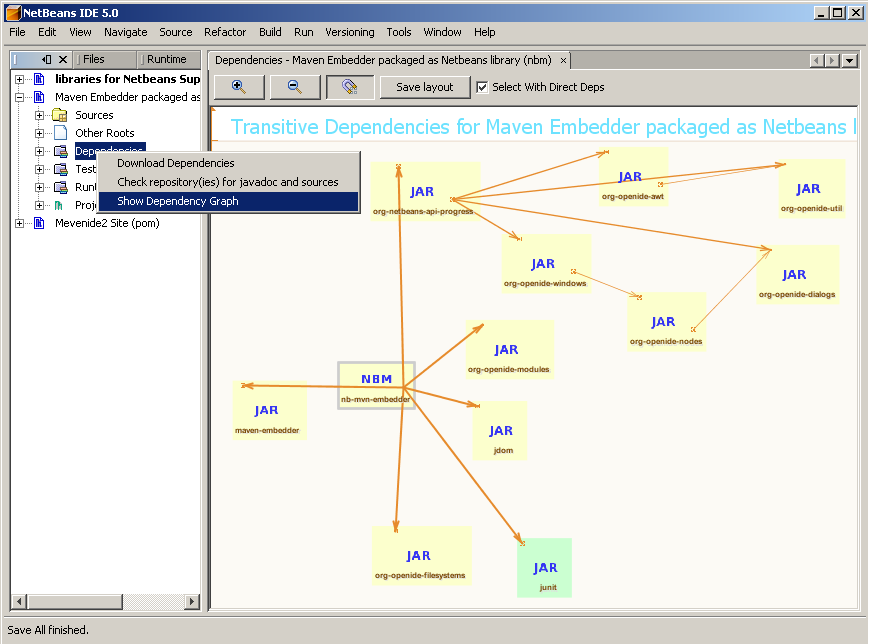 NetBeans IDE 5.0
File Edit View Navigate Source Refactor Build Run Versioning Tools Window Help
Files Runtime
Dependencies - Maven Embedder packaged as Netbeans library (nbm)
Save layout Select With Direct Deps
libraries for Netbeans Sup
Maven Embedder packaged as
Sources
Other Roots
Dependencies
Test
Run
Proj
Mevenide2 Site (pom)
Download Dependencies
Check repository(ies) for javadoc and sources
Show Dependency Graph
Transitive Dependencies for Maven Embedder packaged as Netbeans l
JAR
org-netbeans-api-progress
JAR
org-openide-awt
JAR
org-openide-util
JAR
org-openide-windows
JAR
org-openide-dialogs
JAR
org-openide-nodes
JAR
org-openide-modules
NBM
nb-mvn-embedder
JAR
maven-embedder
JAR
jdom
JAR
org-openide-filesystems
JAR
junit
Save All finished.